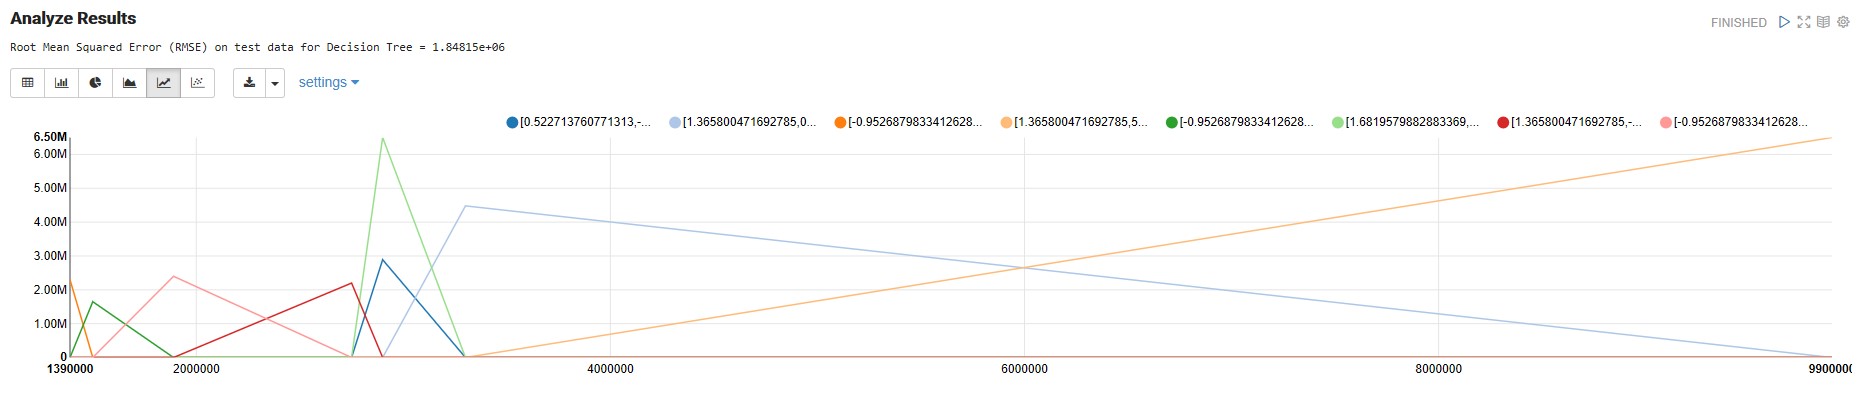 Analyze Results
FINISHED
Root Mean Squared Error (RMSE) on test data for Decision Tree = 1.84815e+06
settings
[0.522713760771313,-... [1.365800471692785,0... [-0.9526879833412628... [1.365800471692785,5... [-0.9526879833412628... [1.6819579882883369,... [1.365800471692785,-... [-0.9526879833412628...
6.50M
6.00M
5.00M
4.00M
3.00M
2.00M
1.00M
0
1390000 2000000 4000000 6000000 8000000 9900000